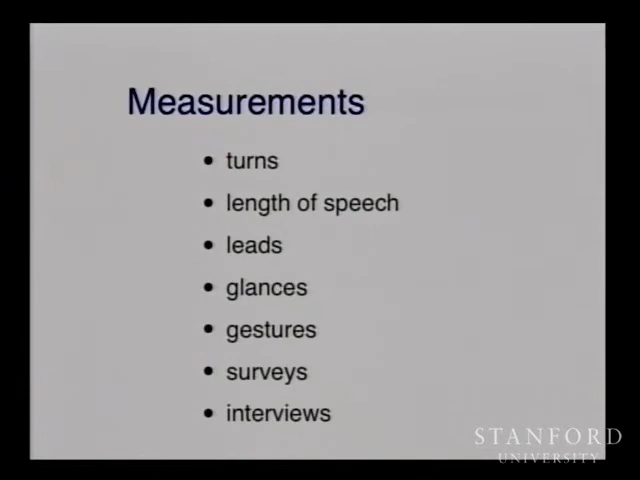 Measurements
• turns
• length of speech
• leads
• glances
• gestures
• surveys
• interviews
STANFORD
UNIVERSITY